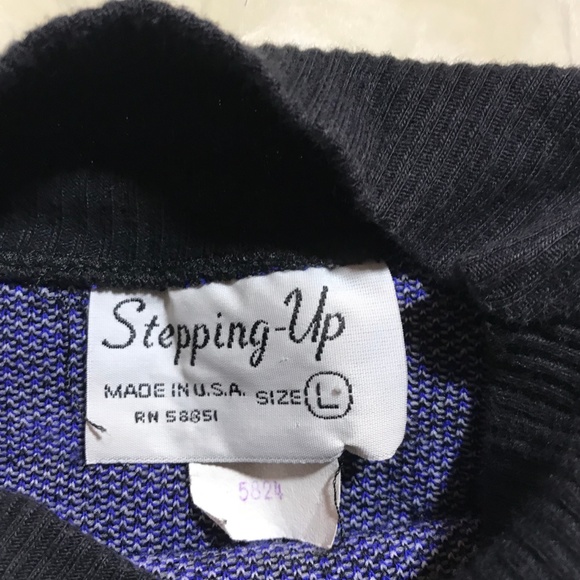 Stepping-Up
MADE IN U.S.A. SIZE L
RN 58851
5824